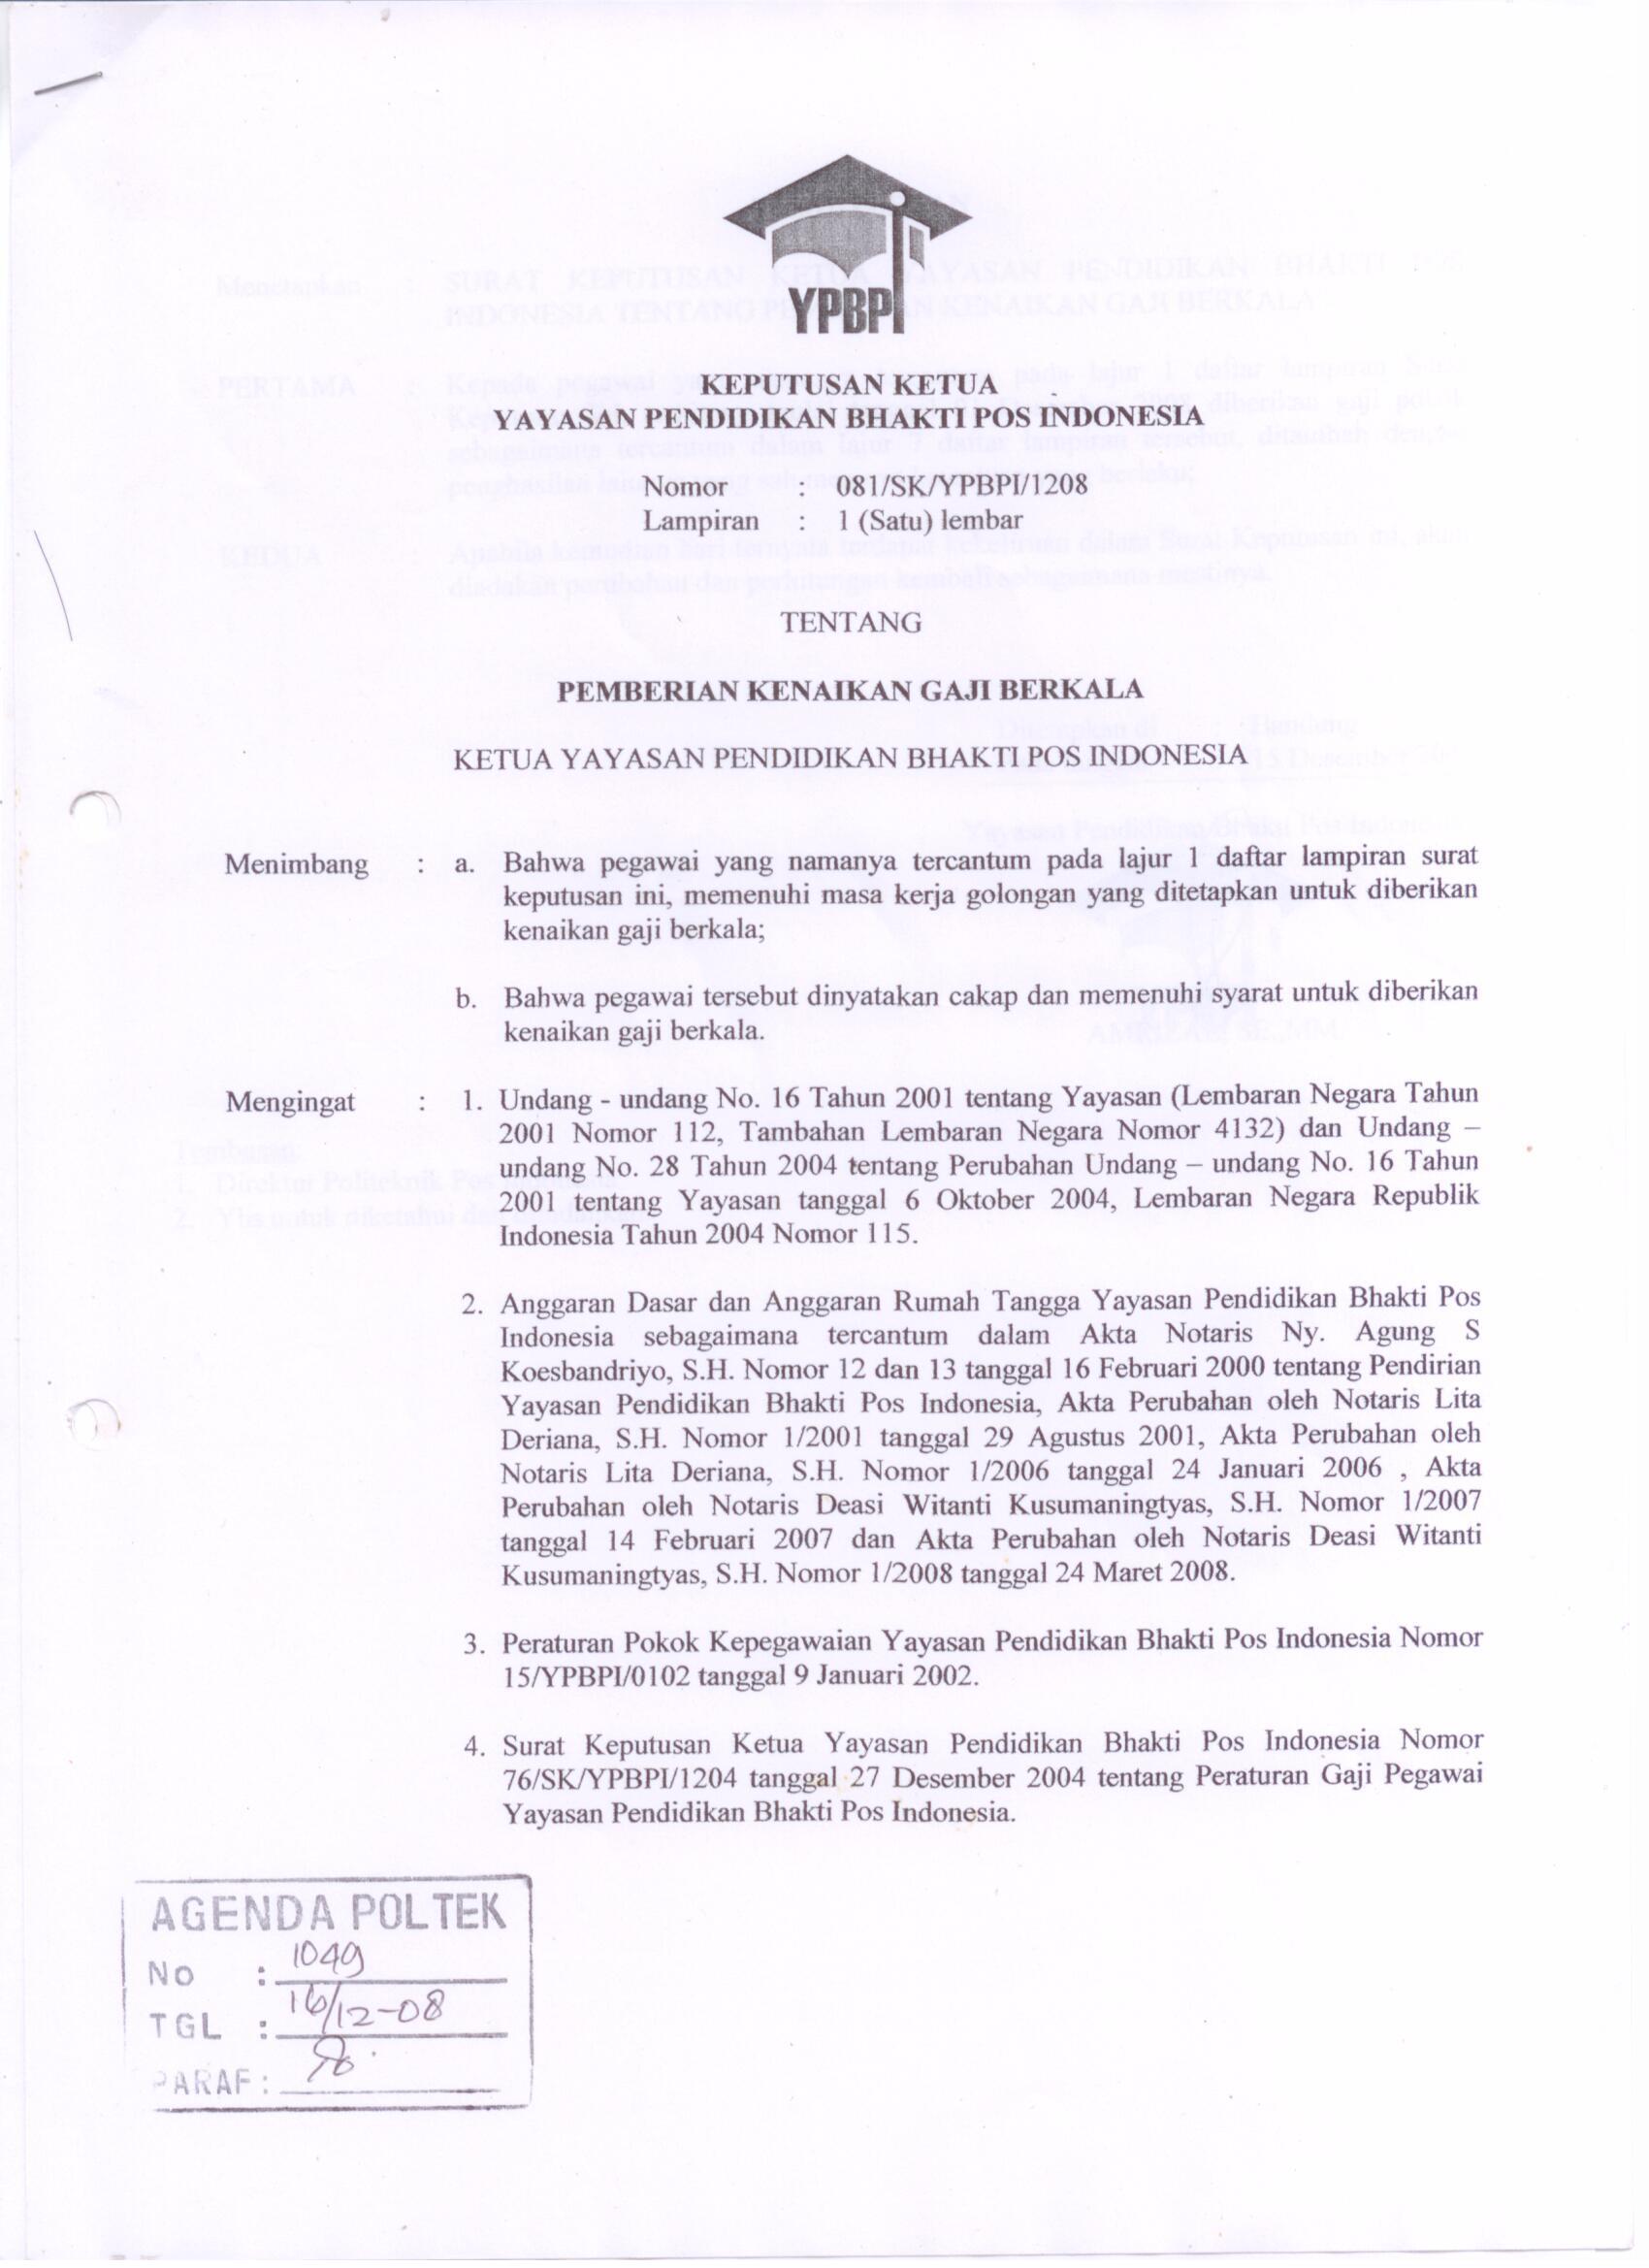 YPBPI
KEPUTUSAN KETUA
YAYASAN PENDIDIKAN BHAKTI POS INDONESIA
Nomor : 081/SK/YPBPI/1208
Lampiran : 1 (Satu) lembar
TENTANG
PEMBERIAN KENAIKAN GAJI BERKALA
KETUA YAYASAN PENDIDIKAN BHAKTI POS INDONESIA
Menimbang : a. Bahwa pegawai yang namanya tercantum pada lajur 1 daftar lampiran surat
keputusan ini, memenuhi masa kerja golongan yang ditetapkan untuk diberikan
kenaikan gaji berkala;
b. Bahwa pegawai tersebut dinyatakan cakap dan memenuhi syarat untuk diberikan
kenaikan gaji berkala.
Mengingat : 1. Undang - undang No. 16 Tahun 2001 tentang Yayasan (Lembaran Negara Tahun
2001 Nomor 112, Tambahan Lembaran Negara Nomor 4132) dan Undang –
undang No. 28 Tahun 2004 tentang Perubahan Undang – undang No. 16 Tahun
2001 tentang Yayasan tanggal 6 Oktober 2004, Lembaran Negara Republik
Indonesia Tahun 2004 Nomor 115.
2. Anggaran Dasar dan Anggaran Rumah Tangga Yayasan Pendidikan Bhakti Pos
Indonesia sebagaimana tercantum dalam Akta Notaris Ny. Agung S
Koesbandriyo, S.H. Nomor 12 dan 13 tanggal 16 Februari 2000 tentang Pendirian
Yayasan Pendidikan Bhakti Pos Indonesia, Akta Perubahan oleh Notaris Lita
Deriana, S.H. Nomor 1/2001 tanggal 29 Agustus 2001, Akta Perubahan oleh
Notaris Lita Deriana, S.H. Nomor 1/2006 tanggal 24 Januari 2006 , Akta
Perubahan oleh Notaris Deasi Witanti Kusumaningtyas, S.H. Nomor 1/2007
tanggal 14 Februari 2007 dan Akta Perubahan oleh Notaris Deasi Witanti
Kusumaningtyas, S.H. Nomor 1/2008 tanggal 24 Maret 2008.
3. Peraturan Pokok Kepegawaian Yayasan Pendidikan Bhakti Pos Indonesia Nomor
15/YPBPI/0102 tanggal 9 Januari 2002.
4. Surat Keputusan Ketua Yayasan Pendidikan Bhakti Pos Indonesia Nomor
76/SK/YPBPI/1204 tanggal 27 Desember 2004 tentang Peraturan Gaji Pegawai
Yayasan Pendidikan Bhakti Pos Indonesia.
AGENDA POLTEK
No : 1049
TGL : 16/12-08
PARAF :